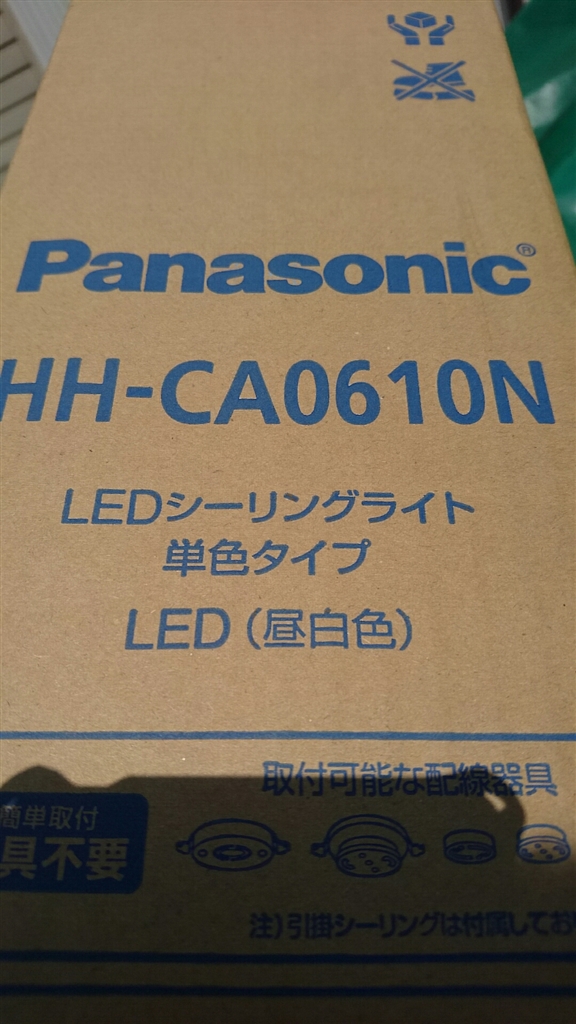 Panasonic®
HH-CA0610N
LEDシーリングライト
単色タイプ
LED(昼白色)
取付可能な配線器具
簡単取付
具不要
注)引掛シーリングは付属してお